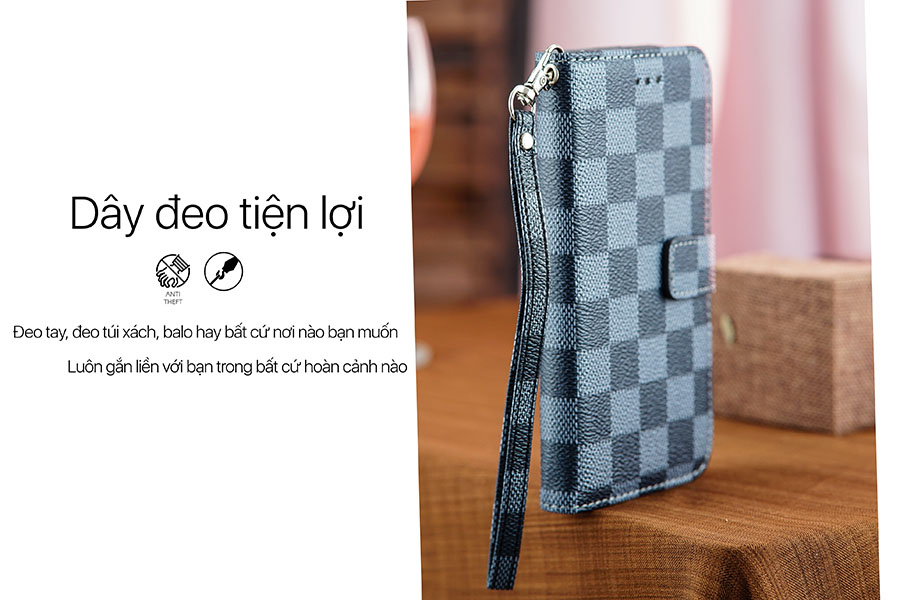 Dây đeo tiện lợi
ANTI
THEFT
Đeo tay, đeo túi xách, balo hay bất cứ nơi nào bạn muốn
Luôn gắn liền với bạn trong bất cứ hoàn cảnh nào